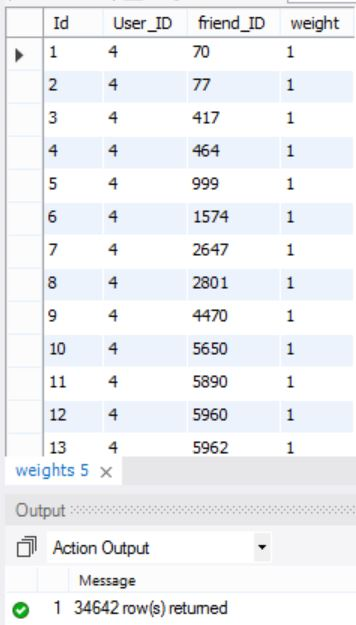 Id User_ID friend_ID weight
1 4 70 1
2 4 77 1
3 4 417 1
4 4 464 1
5 4 999 1
6 4 1574 1
7 4 2647 1
8 4 2801 1
9 4 4470 1
10 4 5650 1
11 4 5890 1
12 4 5960 1
13 4 5962 1
weights 5 ×
Output
Action Output
Message
1 34642 row(s) returned